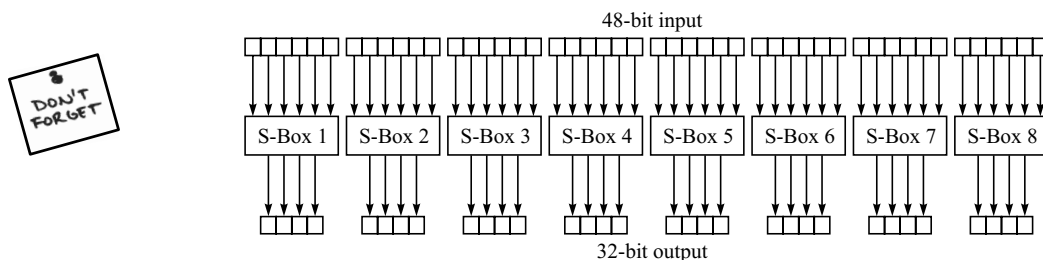 DON'T
FORGET
48-bit input
S-Box 1 S-Box 2 S-Box 3 S-Box 4 S-Box 5 S-Box 6 S-Box 7 S-Box 8
32-bit output